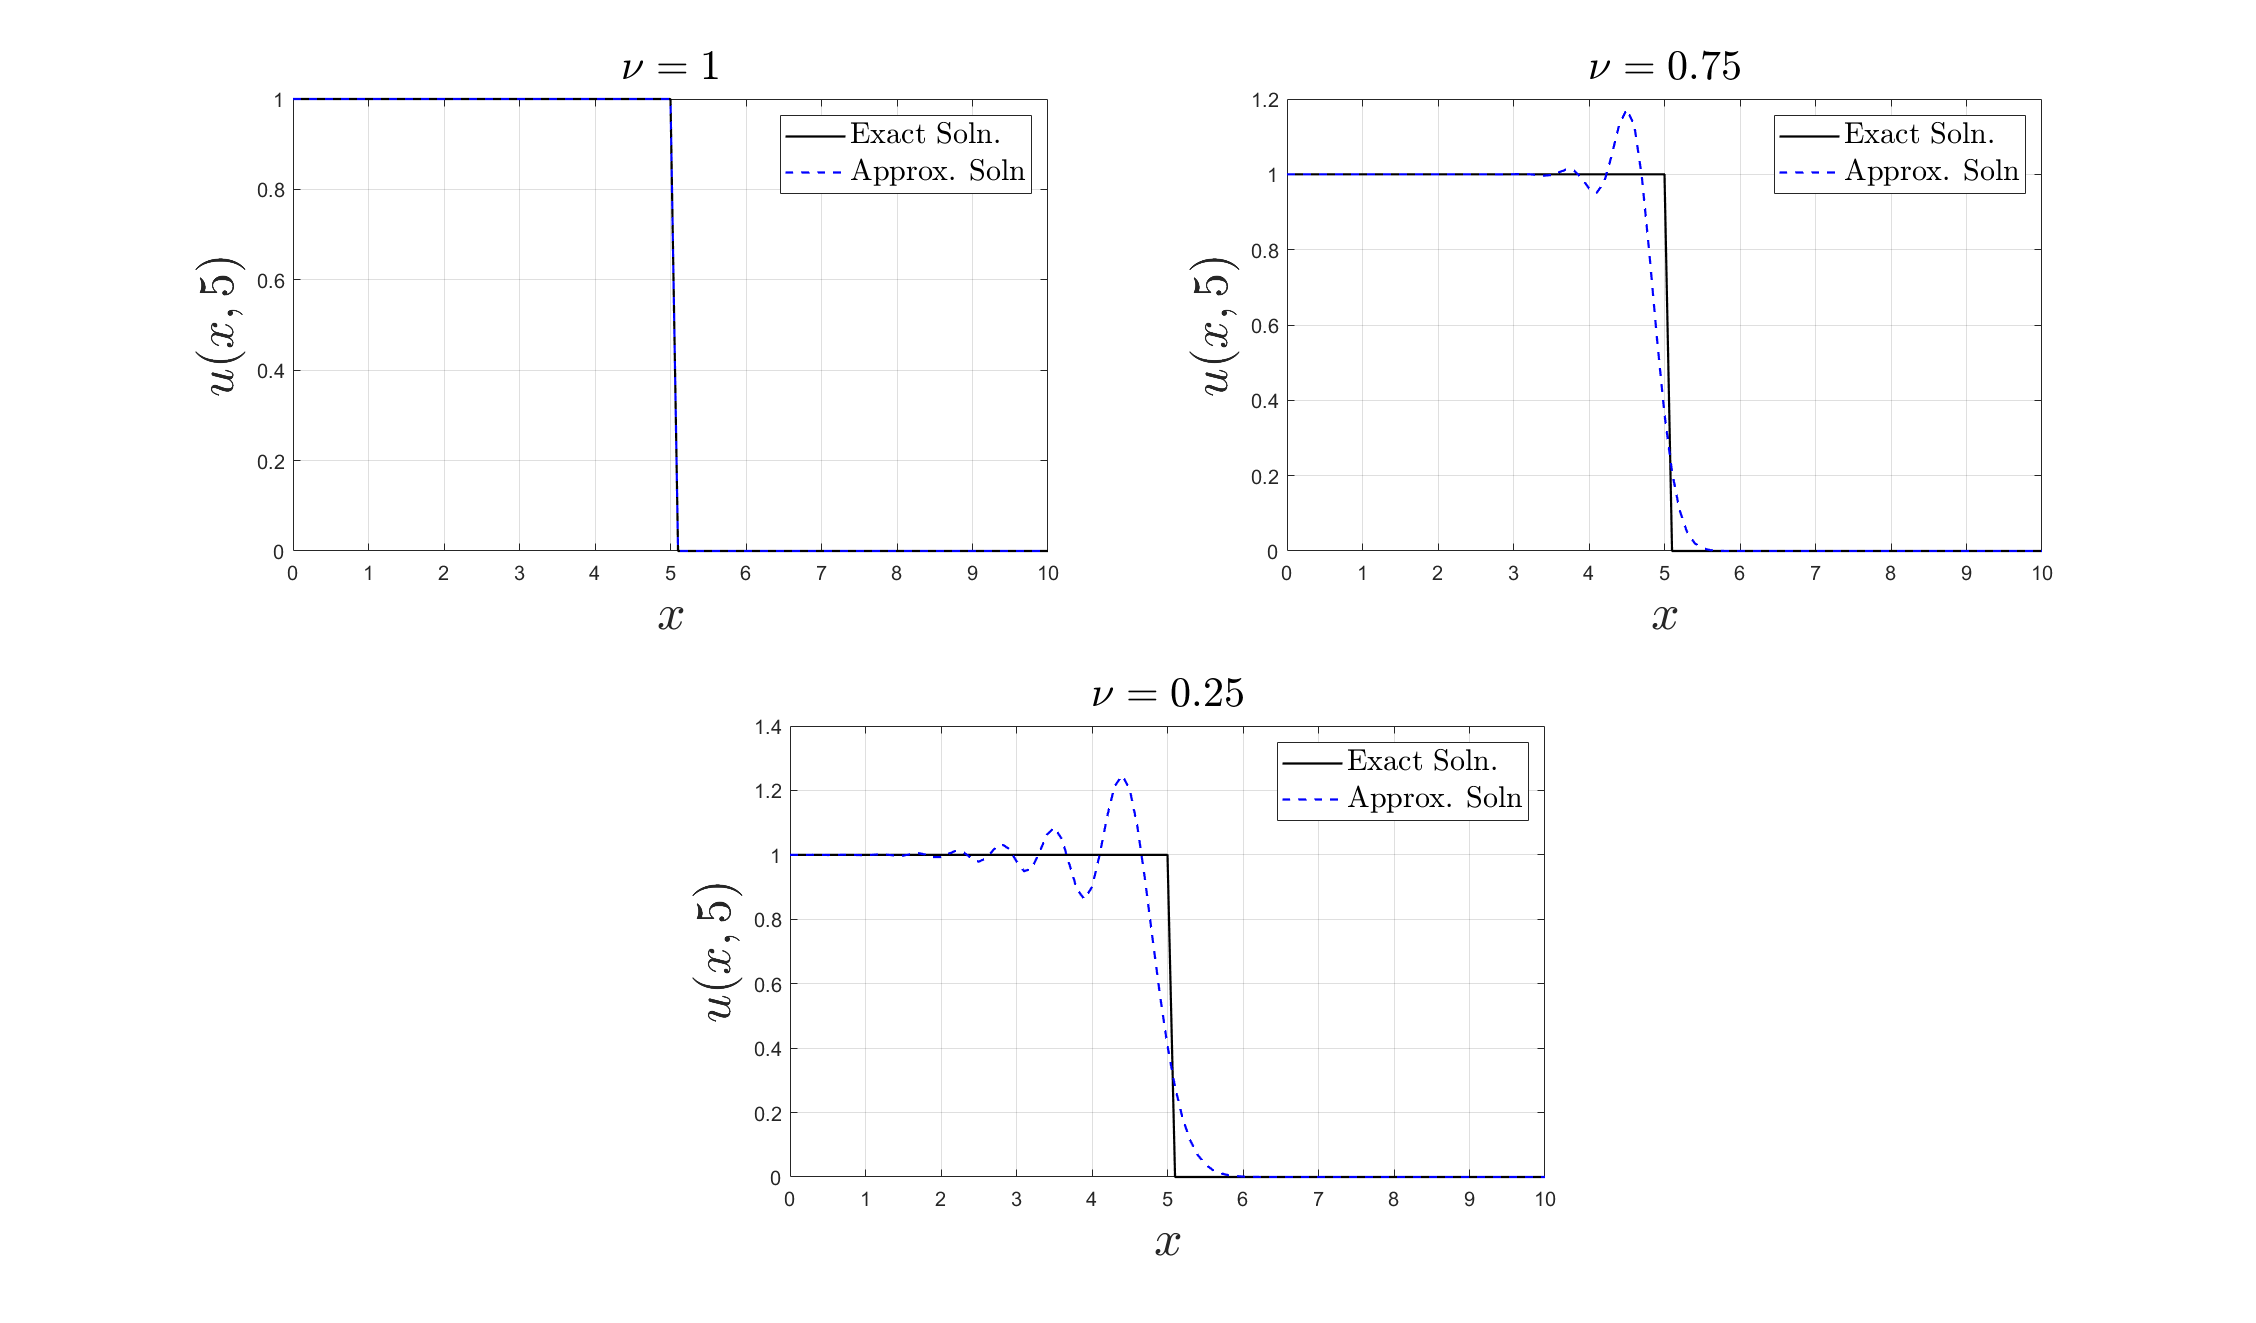 ν = 1
1
0.8
0.6
0.4
0.2
0
0 1 2 3 4 5 6 7 8 9 10
u(x, 5)
x
Exact Soln.
Approx. Soln
ν = 0.75
1.2
1
0.8
0.6
0.4
0.2
0
0 1 2 3 4 5 6 7 8 9 10
u(x, 5)
x
Exact Soln.
Approx. Soln
ν = 0.25
1.4
1.2
1
0.8
0.6
0.4
0.2
0
0 1 2 3 4 5 6 7 8 9 10
u(x, 5)
x
Exact Soln.
Approx. Soln